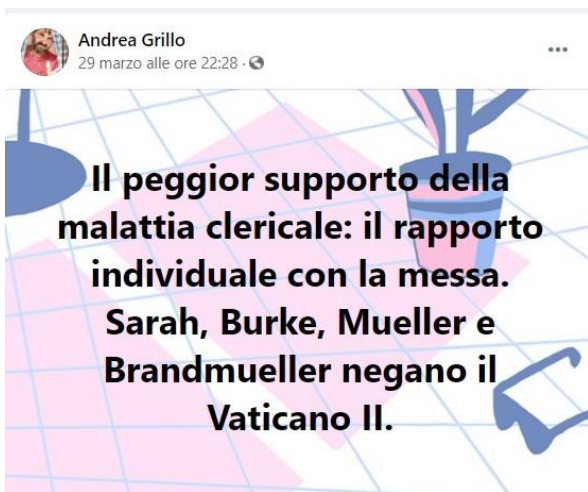 Andrea Grillo
29 marzo alle ore 22:28 ·
Il peggior supporto della
malattia clericale: il rapporto
individuale con la messa.
Sarah, Burke, Mueller e
Brandmueller negano il
Vaticano II.